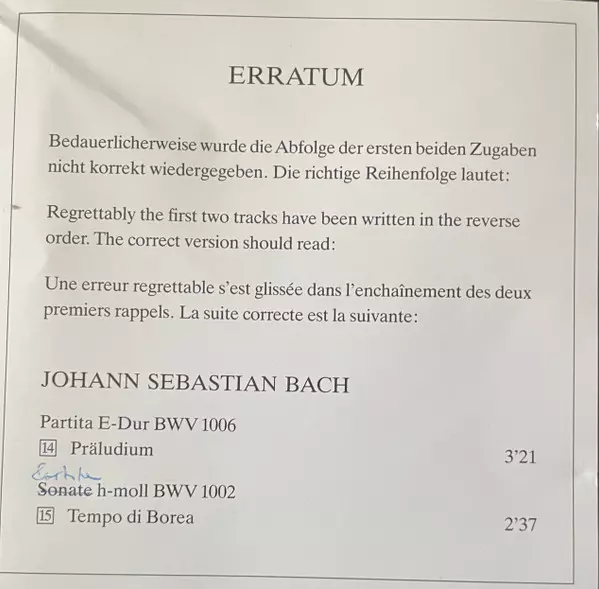 ERRATUM
Bedauerlicherweise wurde die Abfolge der ersten beiden Zugaben
nicht korrekt wiedergegeben. Die richtige Reihenfolge lautet:
Regrettably the first two tracks have been written in the reverse
order. The correct version should read:
Une erreur regrettable s'est glissée dans l'enchaînement des deux
premiers rappels. La suite correcte est la suivante:
JOHANN SEBASTIAN BACH
Partita E-Dur BWV 1006
14 Präludium 3'21
Sonate h-moll BWV 1002
15 Tempo di Borea 2'37